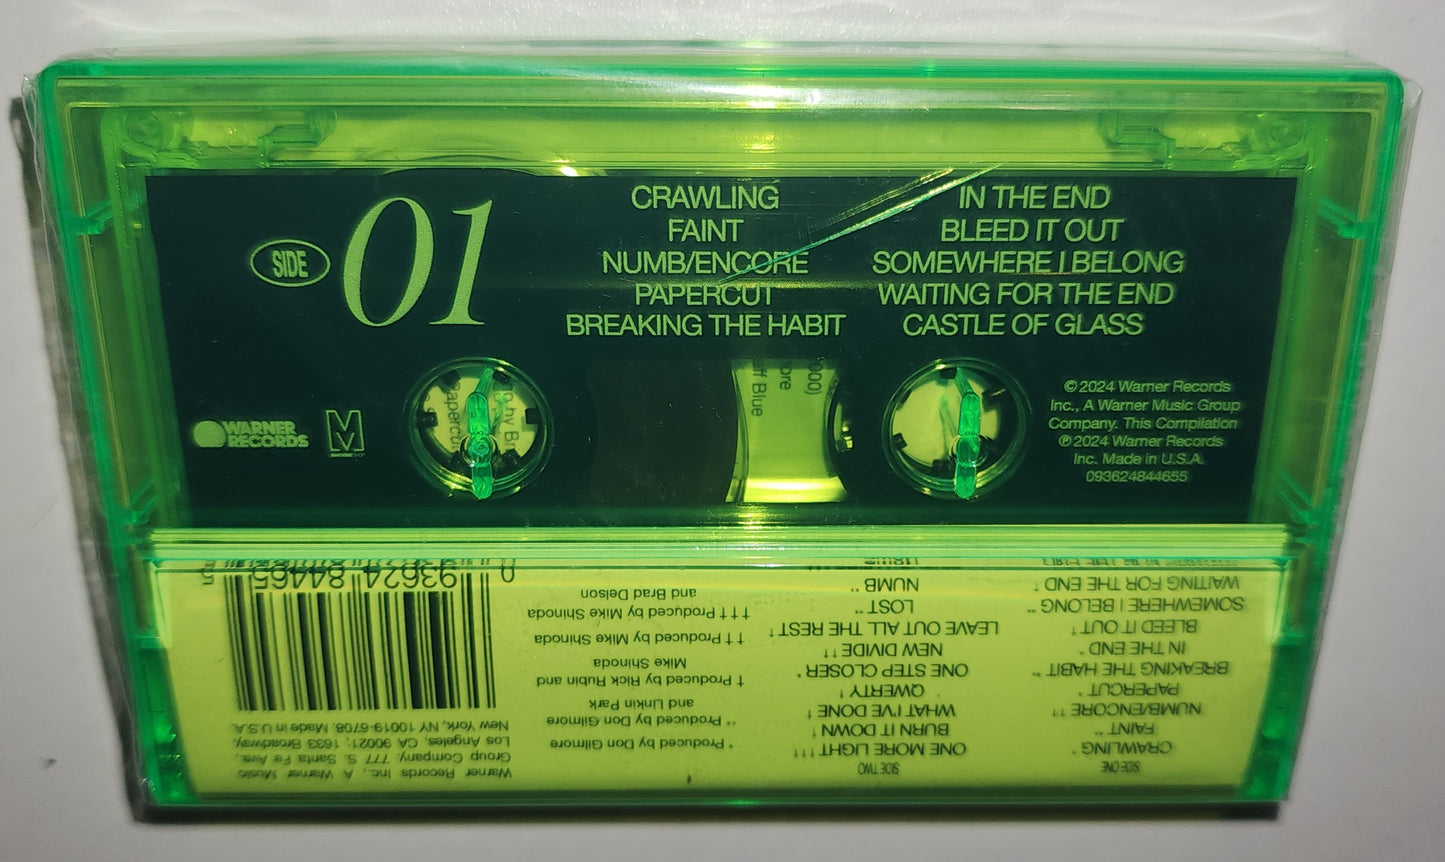 SIDE
01
CRAWLING
FAINT
NUMB/ENCORE
PAPERCUT
BREAKING THE HABIT
IN THE END
BLEED IT OUT
SOMEWHERE I BELONG
WAITING FOR THE END
CASTLE OF GLASS
WARNER
RECORDS
© 2024 Warner Records
Inc., A Warner Music Group
Company. This Compilation
℗ 2024 Warner Records
Inc. Made in U.S.A.
093624844655
000)
ff Blue
Papercut
SIDE ONE
CRAWLING *
FAINT **
NUMB/ENCORE ††
PAPERCUT *
BREAKING THE HABIT **
IN THE END *
BLEED IT OUT †
SOMEWHERE I BELONG **
WAITING FOR THE END †
SIDE TWO
ONE MORE LIGHT †††
BURN IT DOWN †
WHAT I'VE DONE †
QWERTY †
ONE STEP CLOSER *
NEW DIVIDE ††
LEAVE OUT ALL THE REST †
LOST **
NUMB **
* Produced by Don Gilmore
** Produced by Don Gilmore
and Linkin Park
† Produced by Rick Rubin and
Mike Shinoda
†† Produced by Mike Shinoda
††† Produced by Mike Shinoda
and Brad Delson
Warner Records Inc., A Warner Music
Group Company. 777 S. Santa Fe Ave.,
Los Angeles, CA 90021; 1633 Broadway,
New York, NY 10019-6708. Made in U.S.A.
0 93624 84465